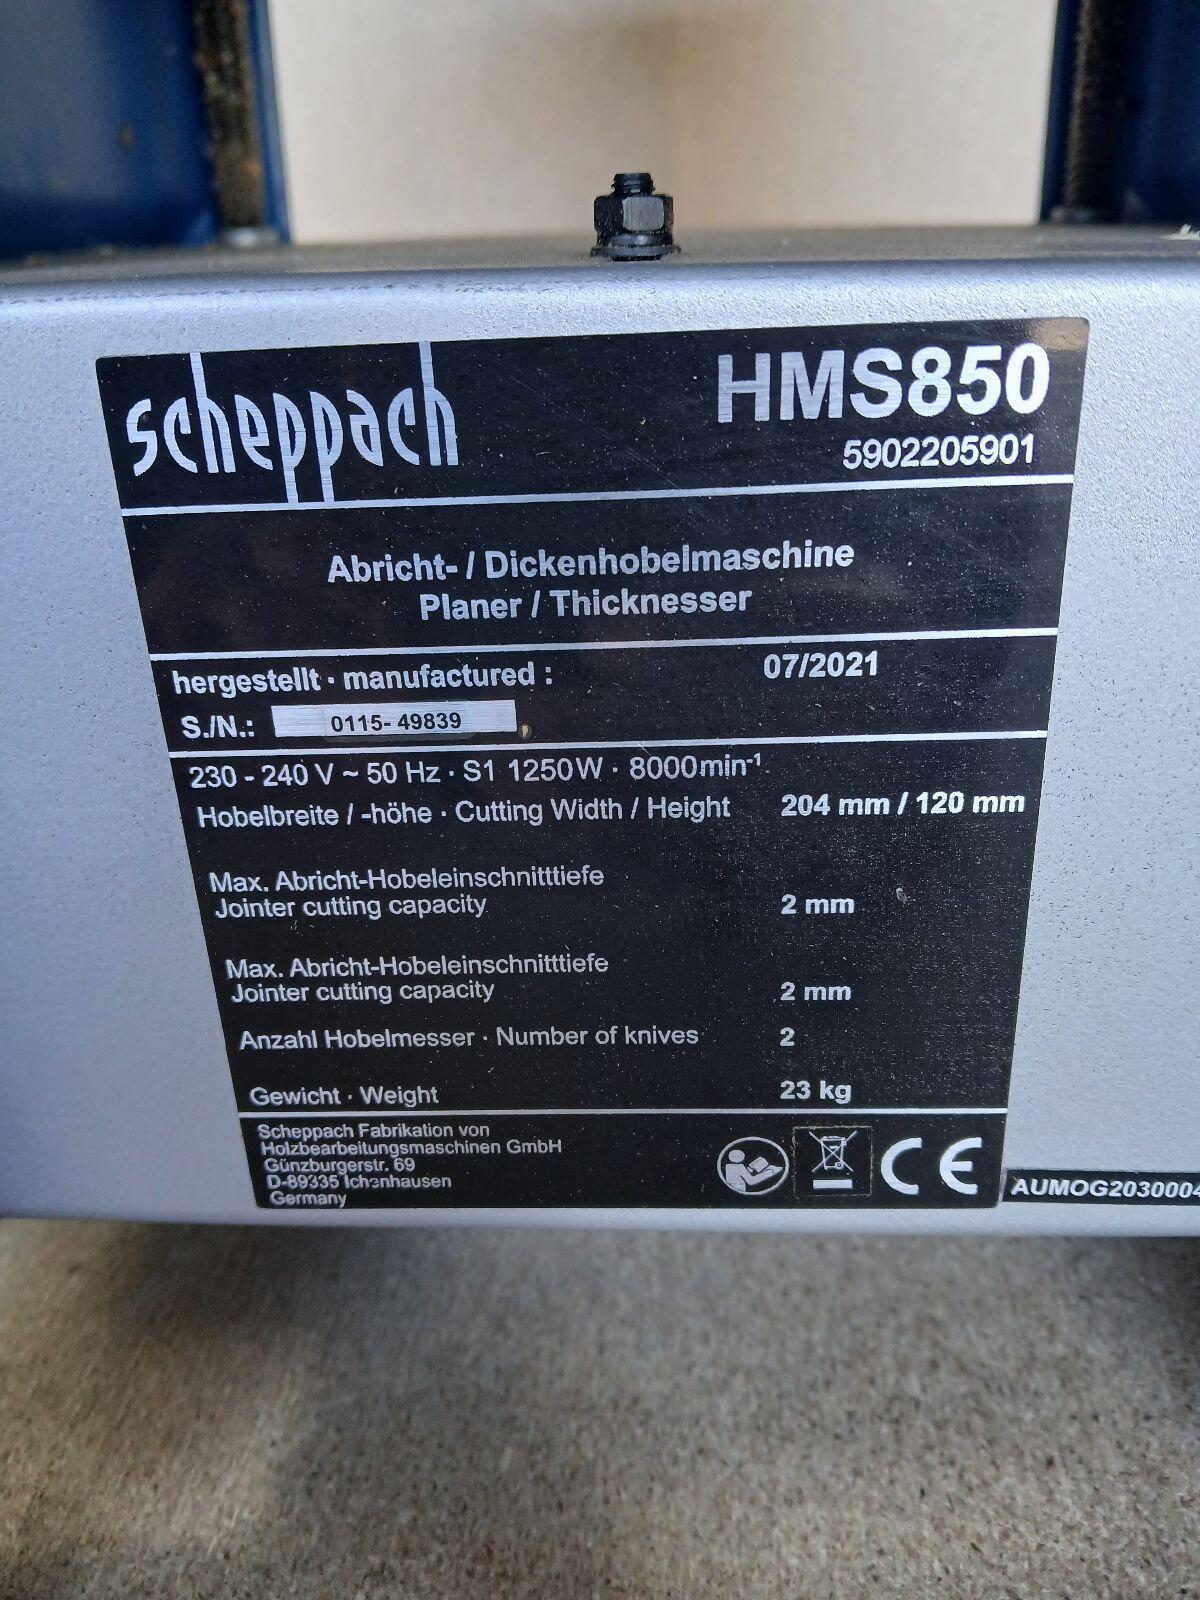 scheppach
HMS850
5902205901
Abricht- / Dickenhobelmaschine
Planer / Thicknesser
hergestellt · manufactured : 07/2021
S./N.: 0115- 49839
230 - 240 V ~ 50 Hz · S1 1250W · 8000min⁻¹
Hobelbreite / -höhe · Cutting Width / Height 204 mm / 120 mm
Max. Abricht-Hobeleinschnitttiefe
Jointer cutting capacity 2 mm
Max. Abricht-Hobeleinschnitttiefe
Jointer cutting capacity 2 mm
Anzahl Hobelmesser · Number of knives 2
Gewicht · Weight 23 kg
Scheppach Fabrikation von
Holzbearbeitungsmaschinen GmbH
Günzburgerstr. 69
D-89335 Ichenhausen
Germany
CE
AUMOG2030004